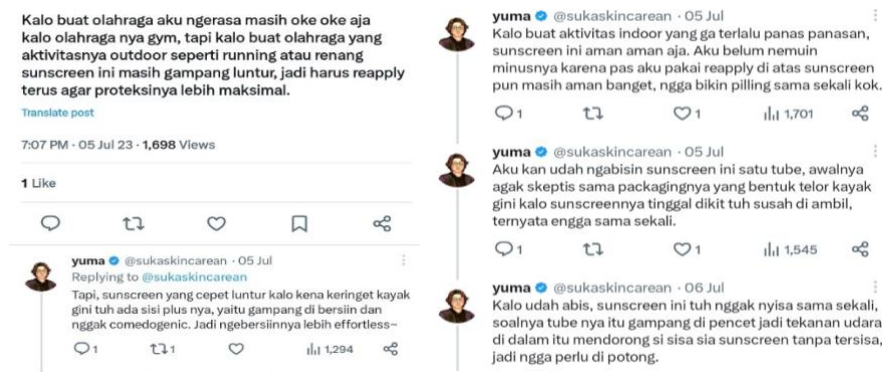 Kalo buat olahraga aku ngerasa masih oke oke aja
kalo olahraga nya gym, tapi kalo buat olahraga yang
aktivitasnya outdoor seperti running atau renang
sunscreen ini masih gampang luntur, jadi harus reapply
terus agar proteksinya lebih maksimal.
Translate post
7:07 PM · 05 Jul 23 · 1,698 Views
1 Like
yuma @sukaskincarean · 05 Jul
Replying to @sukaskincarean
Tapi, sunscreen yang cepet luntur kalo kena keringet kayak
gini tuh ada sisi plus nya, yaitu gampang di bersiin dan
nggak comedogenic. Jadi ngebersiinnya lebih effortless~
1 1 1,294
yuma @sukaskincarean · 05 Jul
Kalo buat aktivitas indoor yang ga terlalu panas panasan,
sunscreen ini aman aman aja. Aku belum nemuin
minusnya karena pas aku pakai reapply di atas sunscreen
pun masih aman banget, ngga bikin pilling sama sekali kok.
1 1 1,701
yuma @sukaskincarean · 05 Jul
Aku kan udah ngabisin sunscreen ini satu tube, awalnya
agak skeptis sama packagingnya yang bentuk telor kayak
gini kalo sunscreennya tinggal dikit tuh susah di ambil,
ternyata engga sama sekali.
1 1 1,545
yuma @sukaskincarean · 06 Jul
Kalo udah abis, sunscreen ini tuh nggak nyisa sama sekali,
soalnya tube nya itu gampang di pencet jadi tekanan udara
di dalam itu mendorong si sisa sia sunscreen tanpa tersisa,
jadi ngga perlu di potong.